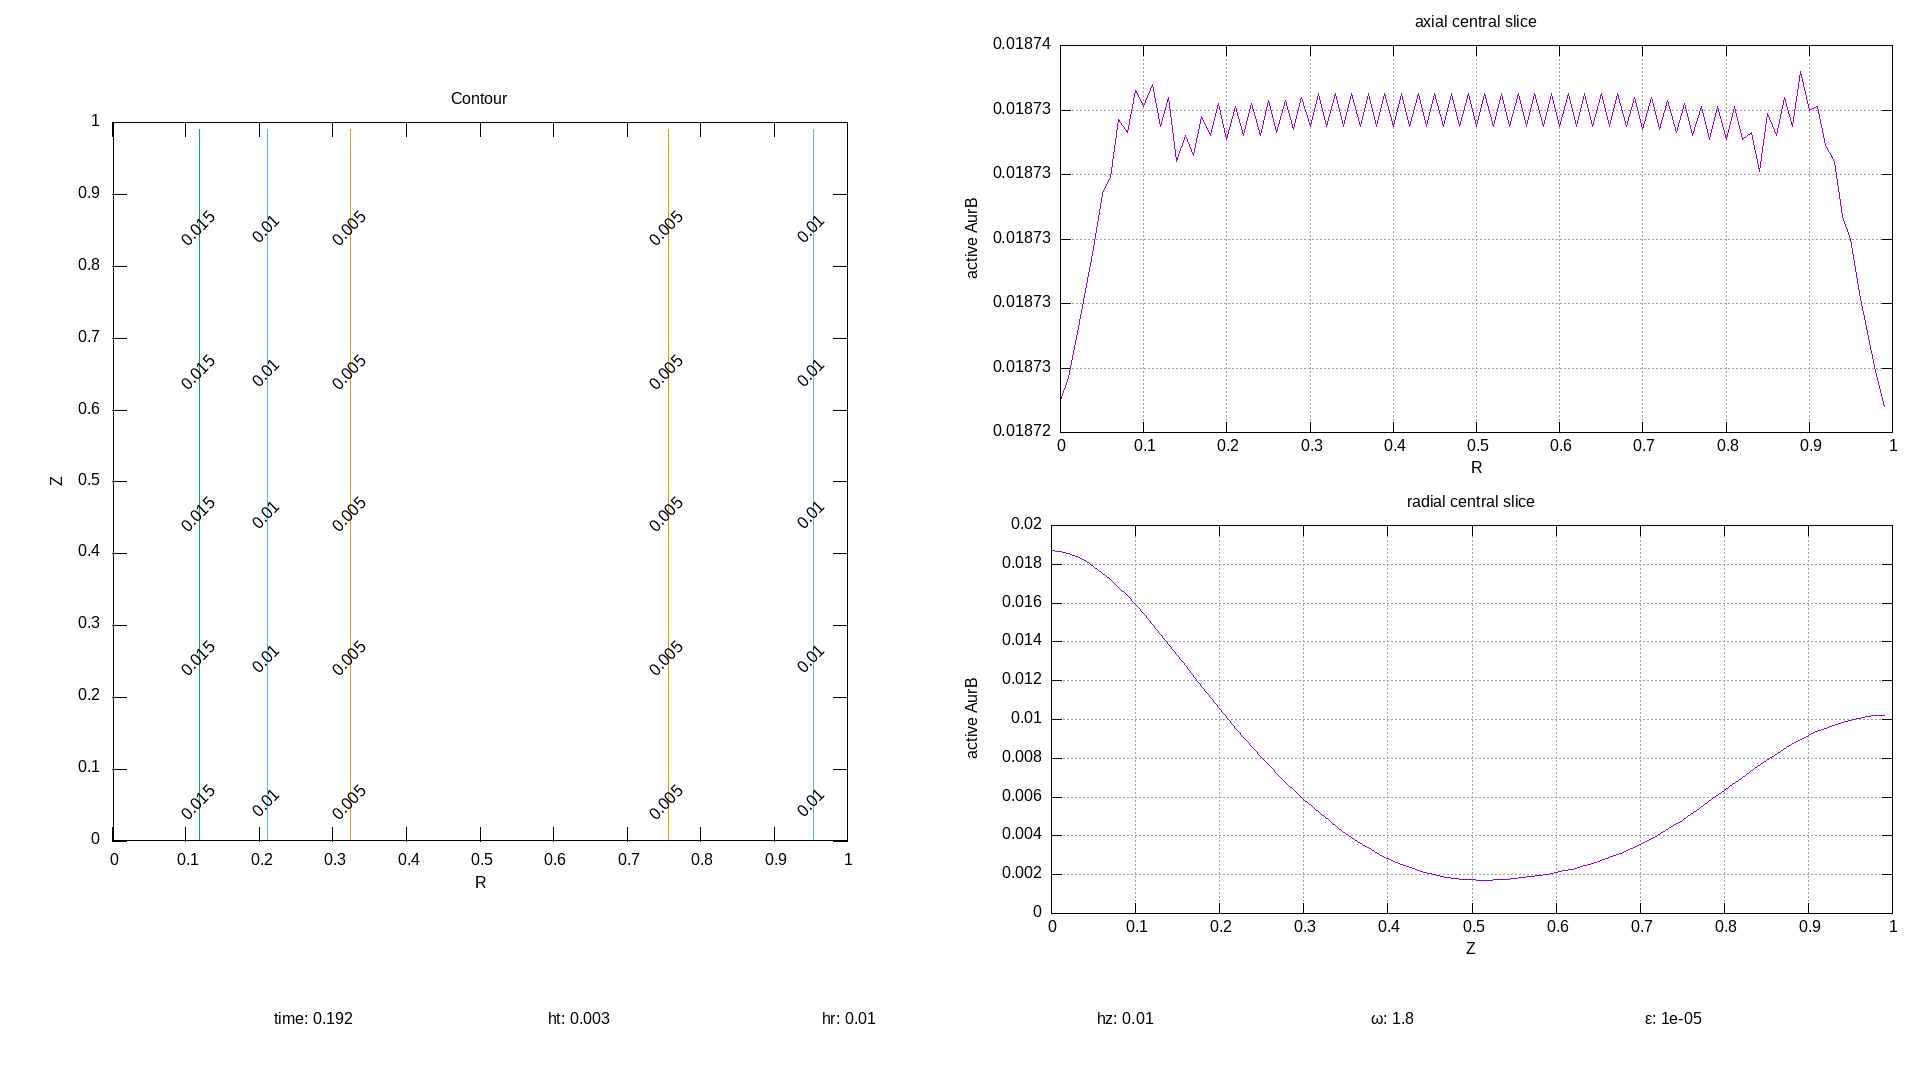 Contour
1
0.9
0.8
0.7
0.6
0.5
0.4
0.3
0.2
0.1
0
Z
0.015 0.01 0.005 0.005 0.01
0.015 0.01 0.005 0.005 0.01
0.015 0.01 0.005 0.005 0.01
0.015 0.01 0.005 0.005 0.01
0.015 0.01 0.005 0.005 0.01
0 0.1 0.2 0.3 0.4 0.5 0.6 0.7 0.8 0.9 1
R
axial central slice
0.01874
0.01873
0.01873
0.01873
0.01873
0.01873
0.01872
active AurB
0 0.1 0.2 0.3 0.4 0.5 0.6 0.7 0.8 0.9 1
R
radial central slice
0.02
0.018
0.016
0.014
0.012
0.01
0.008
0.006
0.004
0.002
0
active AurB
0 0.1 0.2 0.3 0.4 0.5 0.6 0.7 0.8 0.9 1
Z
time: 0.192 ht: 0.003 hr: 0.01 hz: 0.01 ω: 1.8 ε: 1e-05